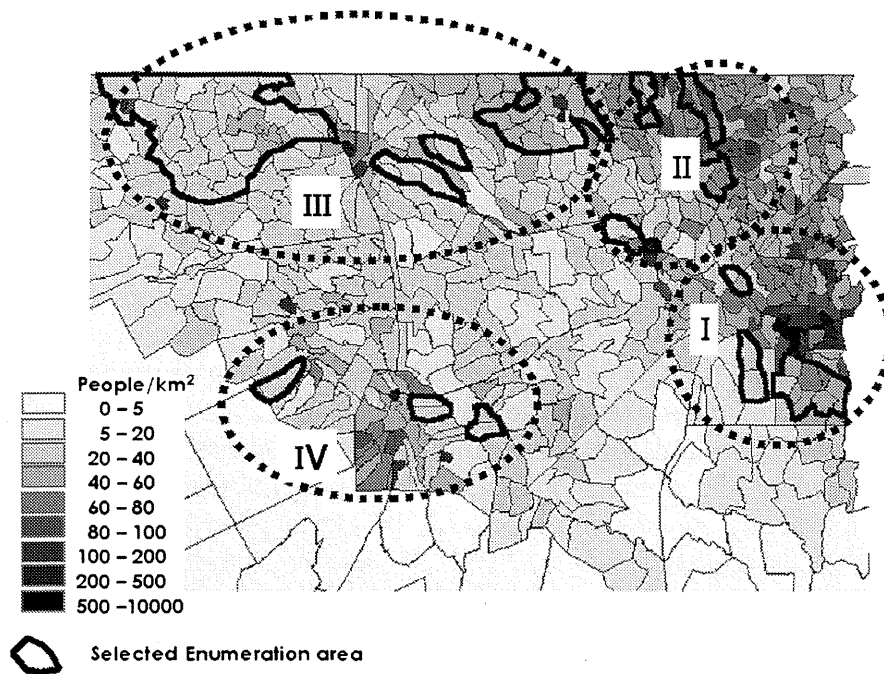 II
III
I
IV
People/km²
0 – 5
5 – 20
20 – 40
40 – 60
60 – 80
80 – 100
100 – 200
200 – 500
500 –10000
Selected Enumeration area